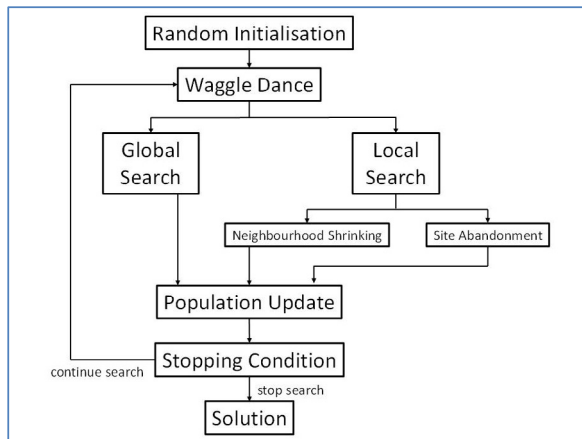 Random Initialisation
Waggle Dance
Global
Search
Local
Search
Neighbourhood Shrinking
Site Abandonment
Population Update
Stopping Condition
continue search
stop search
Solution